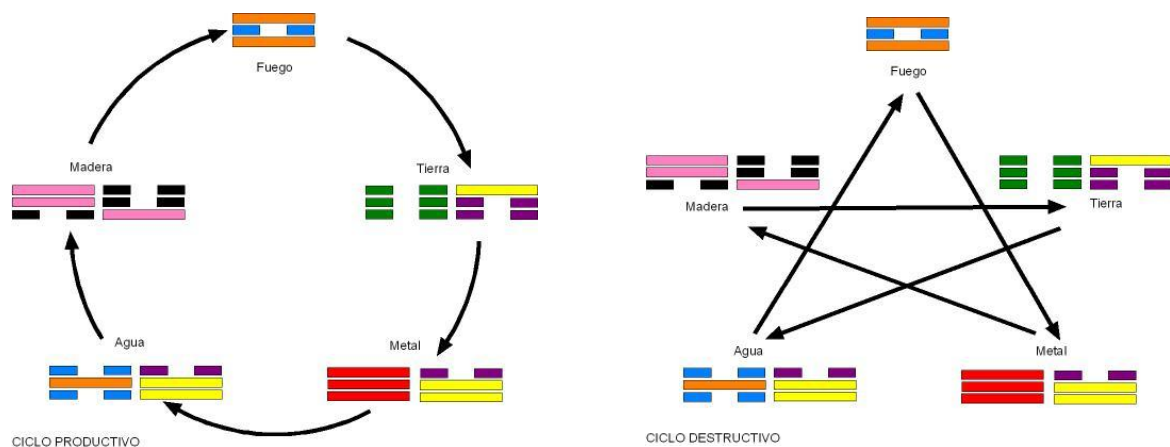 Fuego
Madera
Tierra
Agua
Metal
CICLO PRODUCTIVO
Fuego
Madera
Tierra
Agua
Metal
CICLO DESTRUCTIVO